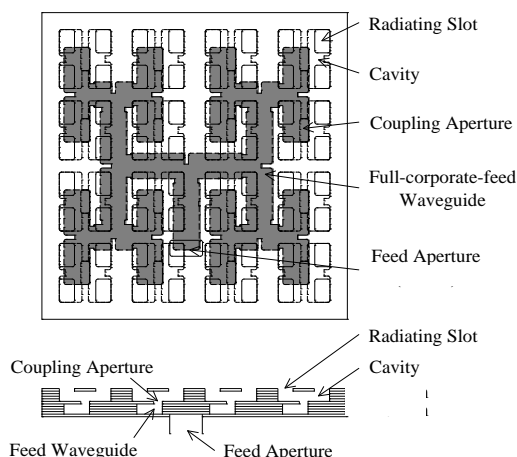 Radiating Slot
Cavity
Coupling Aperture
Full-corporate-feed
Waveguide
Feed Aperture
Radiating Slot
Coupling Aperture
Cavity
Feed Waveguide
Feed Aperture